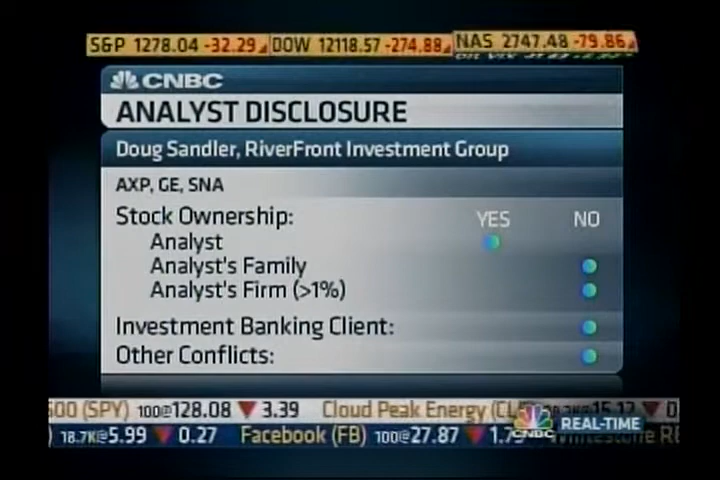 S&P 1278.04 -32.29 DOW 12118.57 -274.88 NAS 2747.48 -79.86
CNBC
ANALYST DISCLOSURE
Doug Sandler, RiverFront Investment Group
AXP, GE, SNA
Stock Ownership: YES NO
Analyst
Analyst's Family
Analyst's Firm (>1%)
Investment Banking Client:
Other Conflicts:
500 (SPY) 100@128.08 ▼ 3.39 Cloud Peak Energy
) 18.7K@5.99 ▼ 0.27 Facebook (FB) 100@27.87 ▼
CNBC REAL-TIME